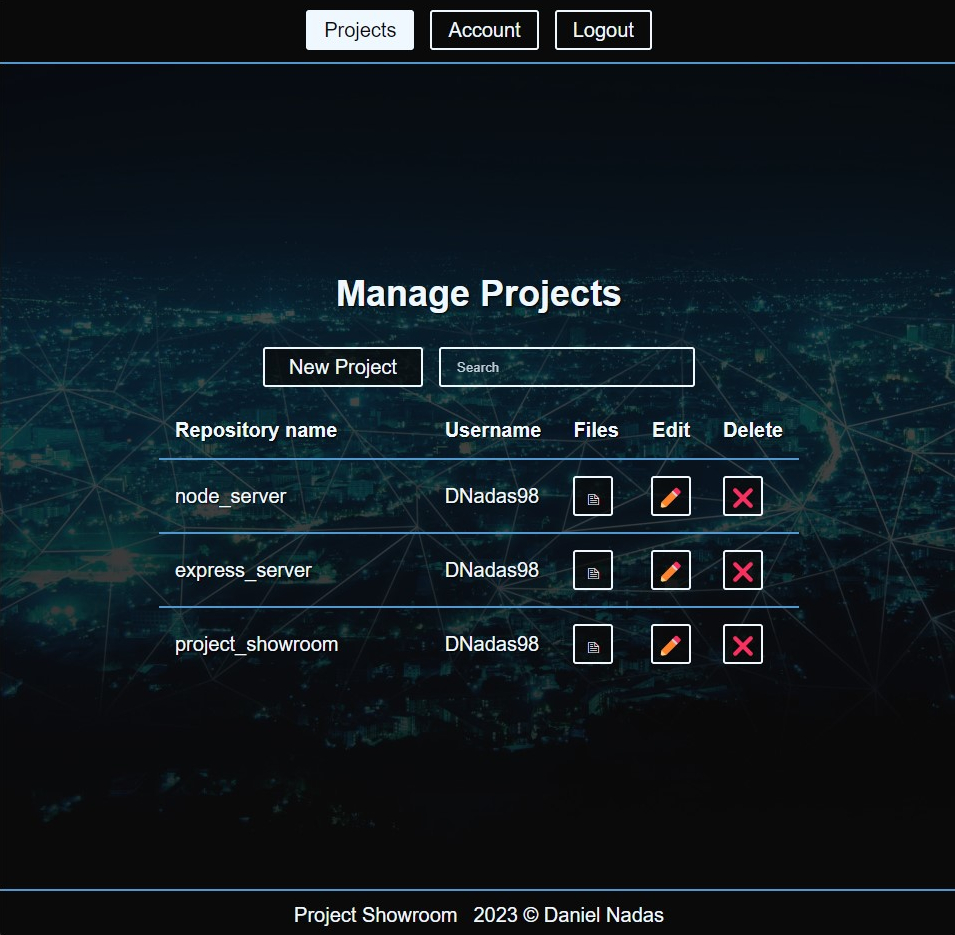 Projects Account Logout
Manage Projects
New Project Search
Repository name Username Files Edit Delete
node_server DNadas98
express_server DNadas98
project_showroom DNadas98
Project Showroom 2023 © Daniel Nadas